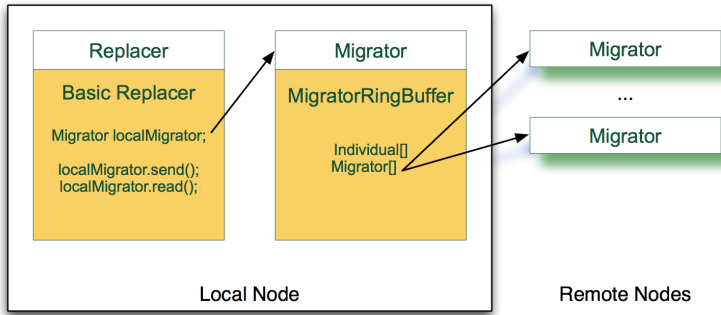 Replacer
Basic Replacer
Migrator localMigrator;
localMigrator.send();
localMigrator.read();
Migrator
MigratorRingBuffer
Individual[]
Migrator[]
Local Node
Migrator
...
Migrator
Remote Nodes